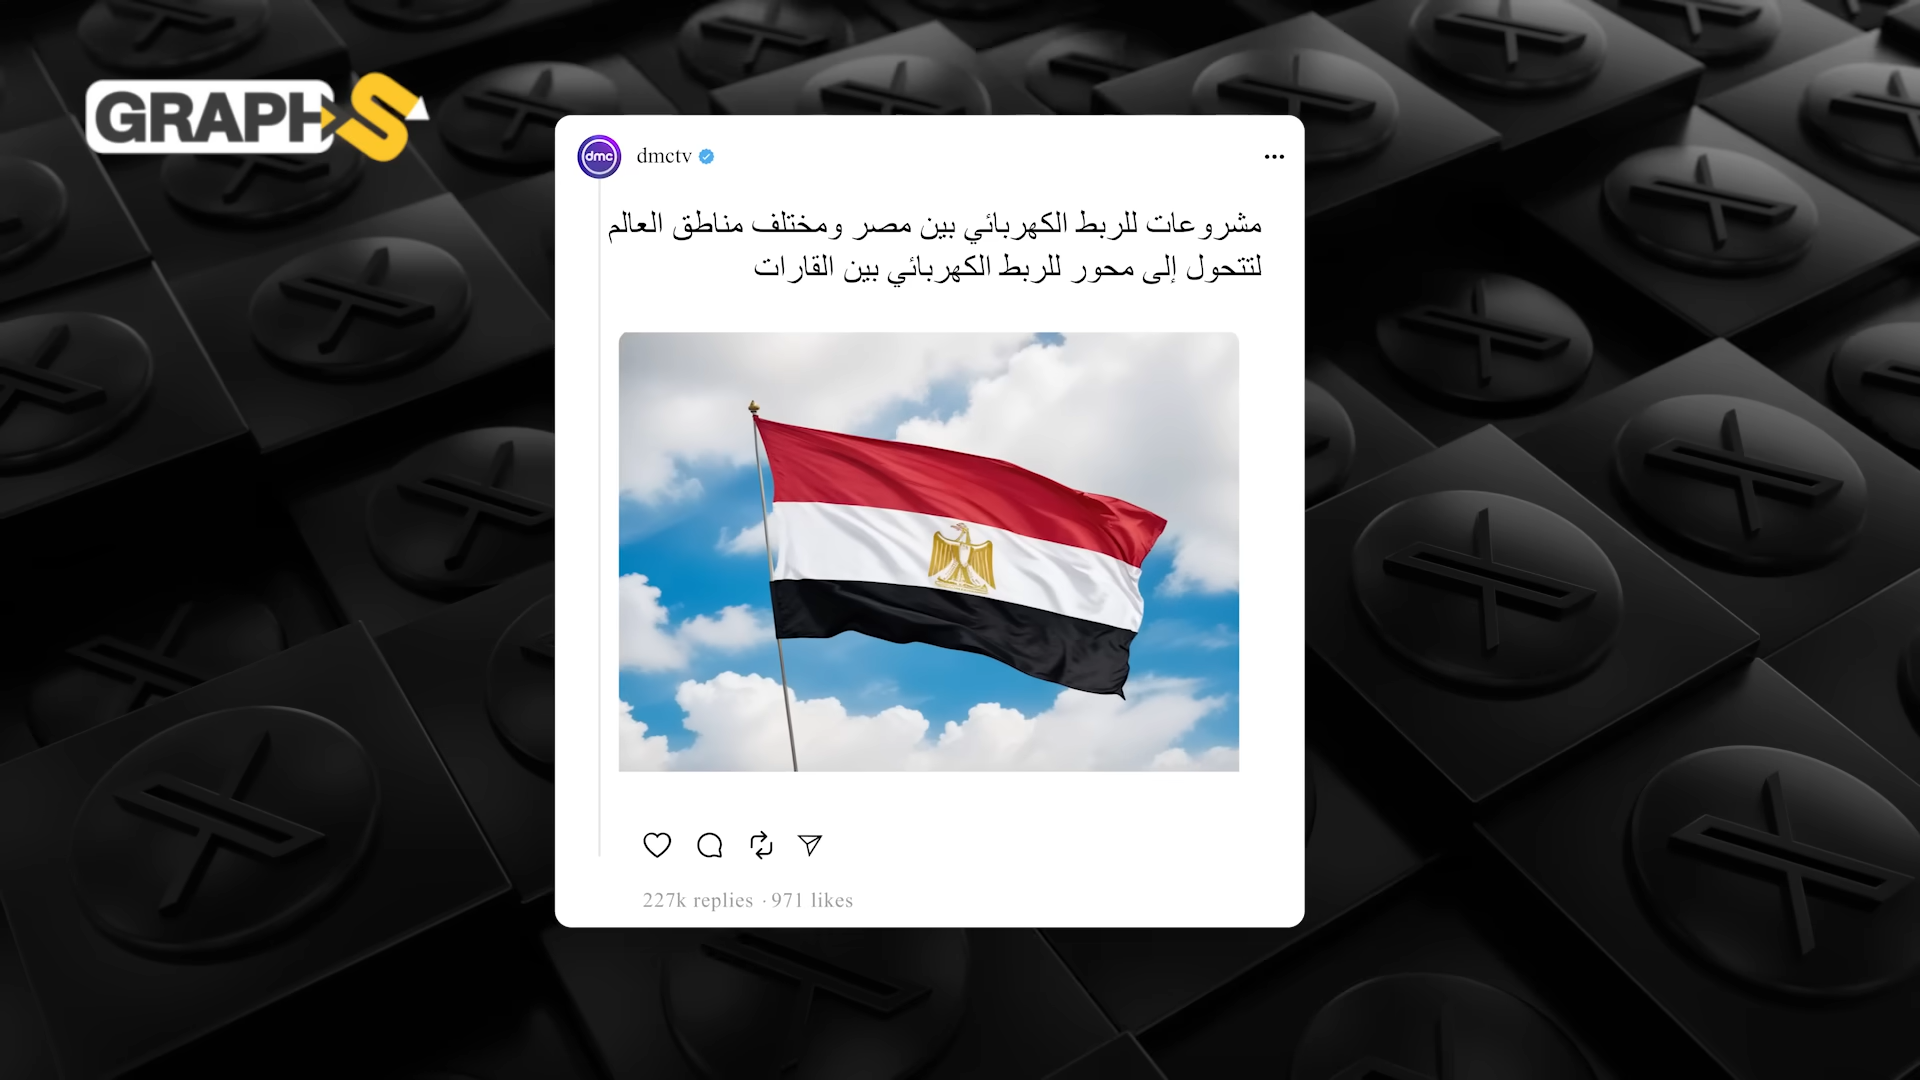 GRAPHS
dmc
dmctv
مشروعات للربط الكهربائي بين مصر ومختلف مناطق العالم
لتتحول إلى محور للربط الكهربائي بين القارات
227k replies · 971 likes